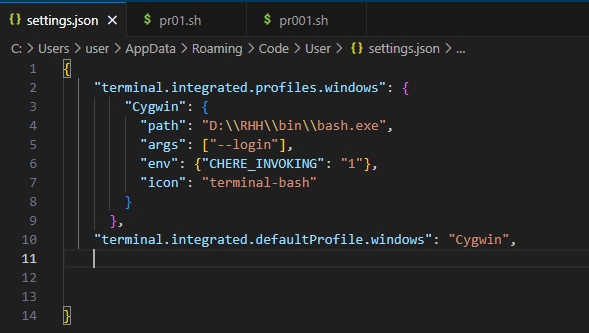 {} settings.json × $ pr01.sh $ pr001.sh
C: > Users > user > AppData > Roaming > Code > User > {} settings.json > ...
1 {
2 "terminal.integrated.profiles.windows": {
3 "Cygwin": {
4 "path": "D:\\RHH\\bin\\bash.exe",
5 "args": ["--login"],
6 "env": {"CHERE_INVOKING": "1"},
7 "icon": "terminal-bash"
8 }
9 },
10 "terminal.integrated.defaultProfile.windows": "Cygwin",
11
12
13
14 }